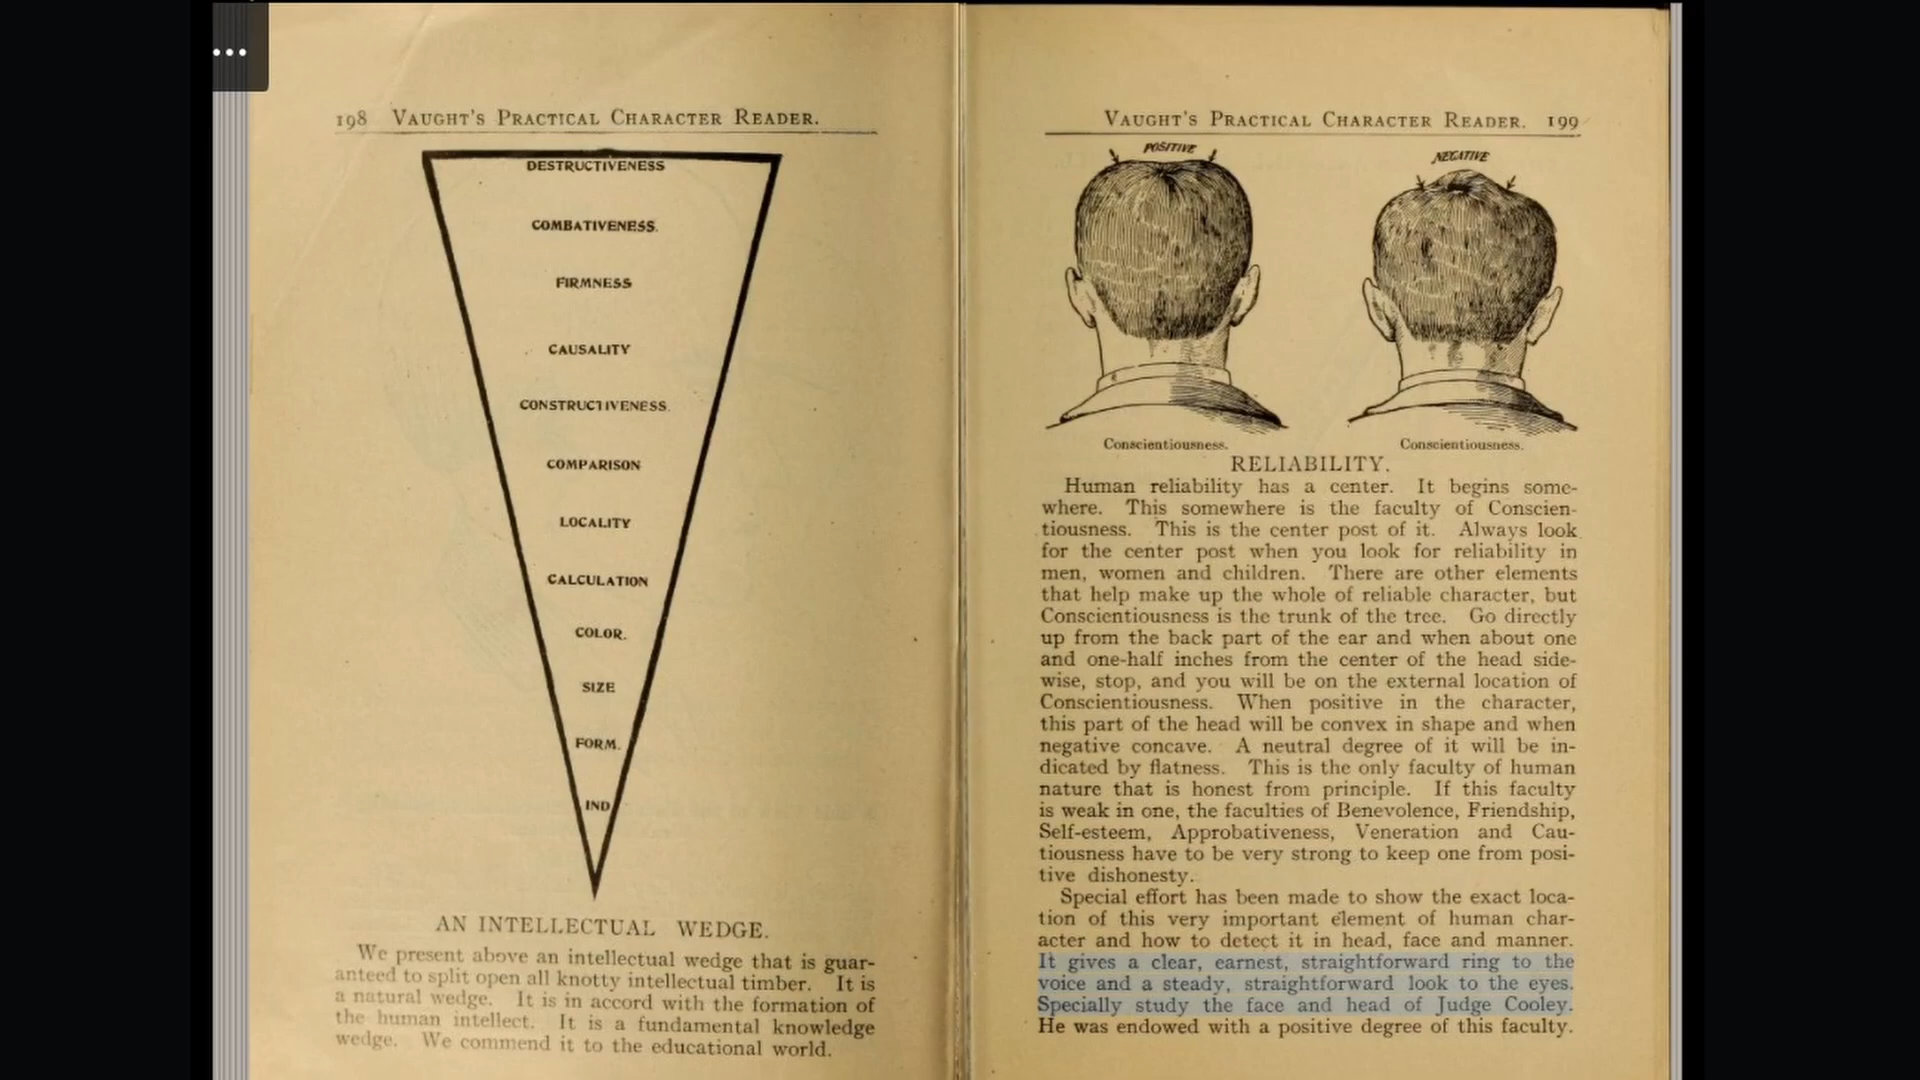 198 VAUGHT'S PRACTICAL CHARACTER READER.
DESTRUCTIVENESS
COMBATIVENESS.
FIRMNESS
CAUSALITY
CONSTRUCTIVENESS.
COMPARISON
LOCALITY
CALCULATION
COLOR.
SIZE
FORM.
IND
AN INTELLECTUAL WEDGE.
We present above an intellectual wedge that is guar-
anteed to split open all knotty intellectual timber. It is
a natural wedge. It is in accord with the formation of
the human intellect. It is a fundamental knowledge
wedge. We commend it to the educational world.
VAUGHT'S PRACTICAL CHARACTER READER. 199
POSITIVE
NEGATIVE
Conscientiousness.
Conscientiousness.
RELIABILITY.
Human reliability has a center. It begins some-
where. This somewhere is the faculty of Conscien-
tiousness. This is the center post of it. Always look
for the center post when you look for reliability in
men, women and children. There are other elements
that help make up the whole of reliable character, but
Conscientiousness is the trunk of the tree. Go directly
up from the back part of the ear and when about one
and one-half inches from the center of the head side-
wise, stop, and you will be on the external location of
Conscientiousness. When positive in the character,
this part of the head will be convex in shape and when
negative concave. A neutral degree of it will be in-
dicated by flatness. This is the only faculty of human
nature that is honest from principle. If this faculty
is weak in one, the faculties of Benevolence, Friendship,
Self-esteem, Approbativeness, Veneration and Cau-
tiousness have to be very strong to keep one from posi-
tive dishonesty.
Special effort has been made to show the exact loca-
tion of this very important element of human char-
acter and how to detect it in head, face and manner.
It gives a clear, earnest, straightforward ring to the
voice and a steady, straightforward look to the eyes.
Specially study the face and head of Judge Cooley.
He was endowed with a positive degree of this faculty.